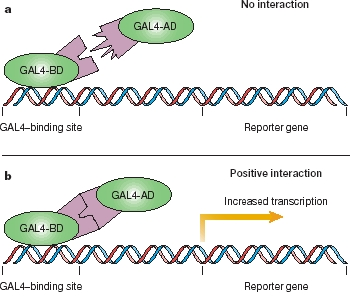 a
No interaction
GAL4-AD
GAL4-BD
GAL4–binding site
Reporter gene
b
Positive interaction
GAL4-AD
Increased transcription
GAL4-BD
GAL4–binding site
Reporter gene